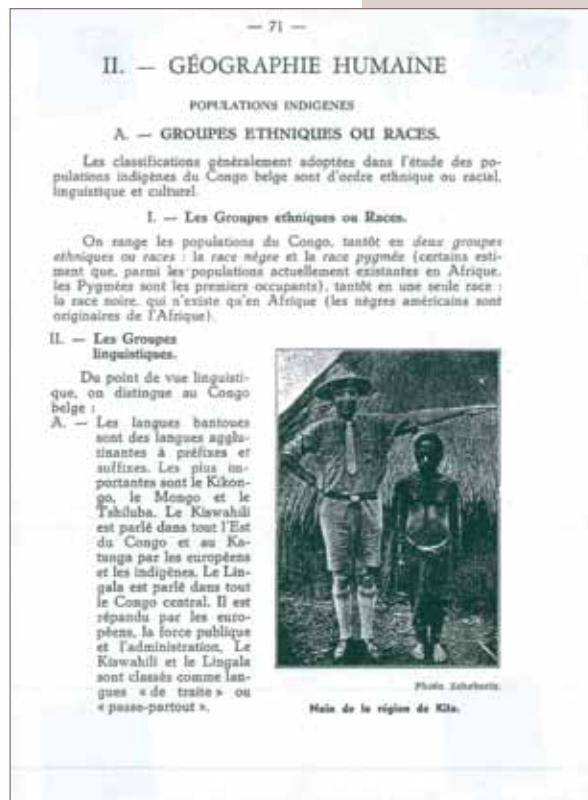 — 71 —
II. — GÉOGRAPHIE HUMAINE
POPULATIONS INDIGENES
A. — GROUPES ETHNIQUES OU RACES.
Les classifications généralement adoptées dans l'étude des po-
pulations indigènes du Congo belge sont d'ordre ethnique ou racial,
linguistique et culturel.
I. — Les Groupes ethniques ou Races.
On range les populations du Congo, tantôt en deux groupes
ethniques ou races : la race nègre et la race pygmée (certains esti-
ment que, parmi les populations actuellement existantes en Afrique,
les Pygmées sont les premiers occupants), tantôt en une seule race :
la race noire, qui n'existe qu'en Afrique (les nègres américains sont
originaires de l'Afrique).
II. — Les Groupes
linguistiques.
Du point de vue linguisti-
que, on distingue au Congo
belge :
A. — Les langues bantoues
sont des langues agglu-
tinantes à préfixes et
suffixes. Les plus im-
portantes sont le Kikon-
go, le Mongo et le
Tshiluba. Le Kiswahili
est parlé dans tout l'Est
du Congo et au Ka-
tanga par les européens
et les indigènes. Le Lin-
gala est parlé dans tout
le Congo central. Il est
répandu par les euro-
péens, la force publique
et l'administration. Le
Kiswahili et le Lingala
sont classés comme lan-
gues « de traite » ou
« passe-partout ».
Photo
Nain de la région de Kilo.